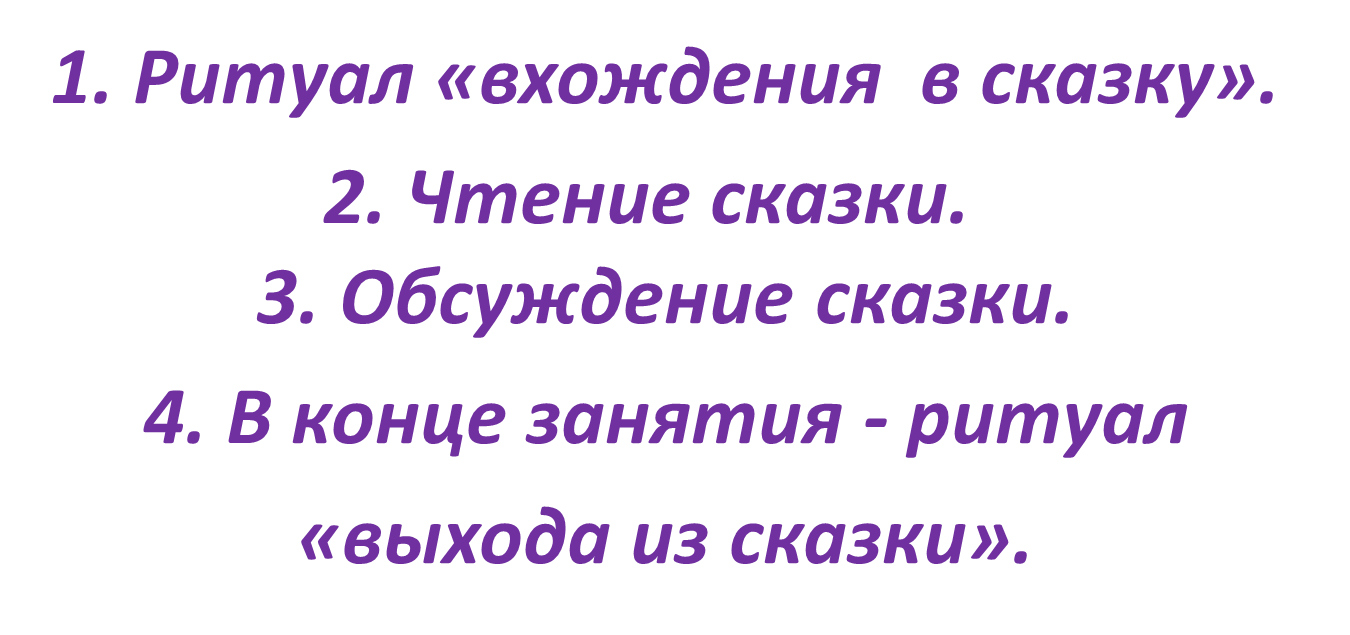 1. Ритуал «вхождения  в сказку».
2. Чтение сказки.
3. Обсуждение сказки.
4. В конце занятия - ритуал
«выхода из сказки».